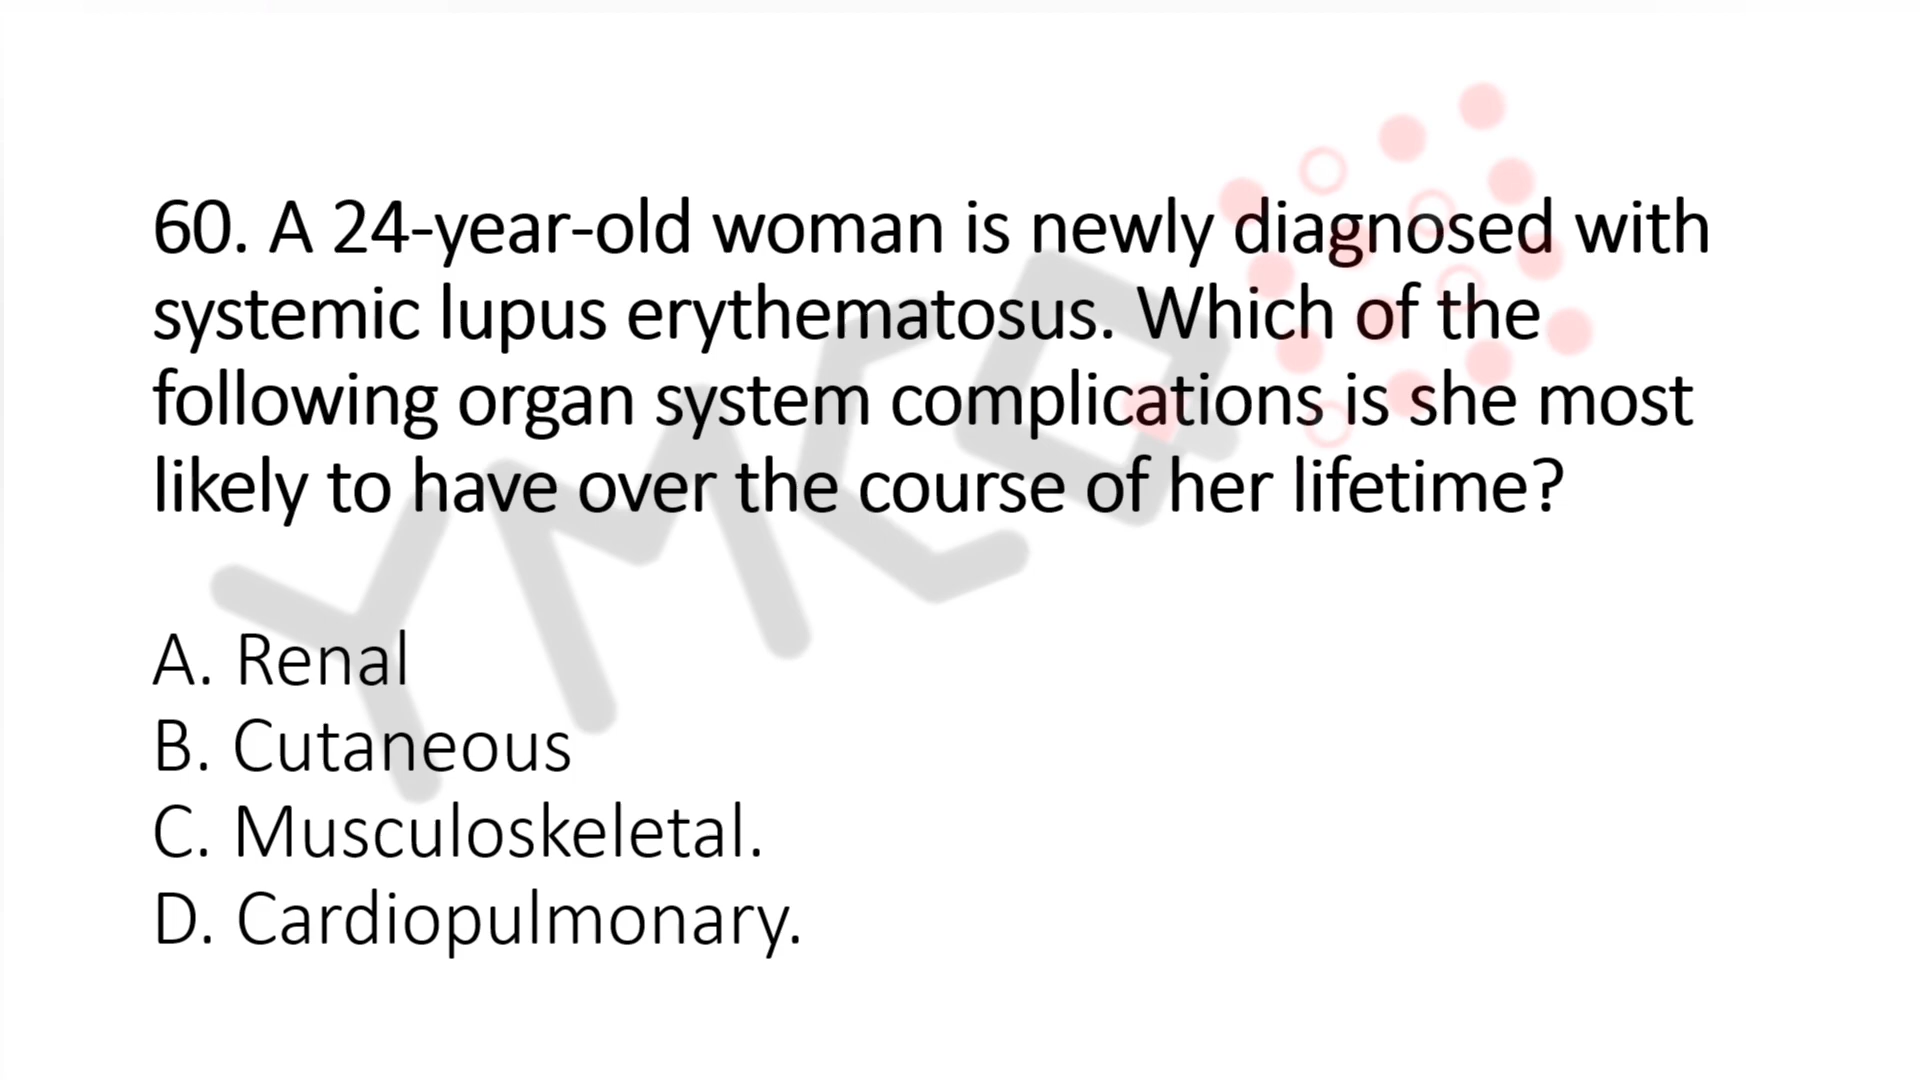 60. A 24-year-old woman is newly diagnosed with
systemic lupus erythematosus. Which of the
following organ system complications is she most
likely to have over the course of her lifetime?
A. Renal
B. Cutaneous
C. Musculoskeletal.
D. Cardiopulmonary.
YMCQ